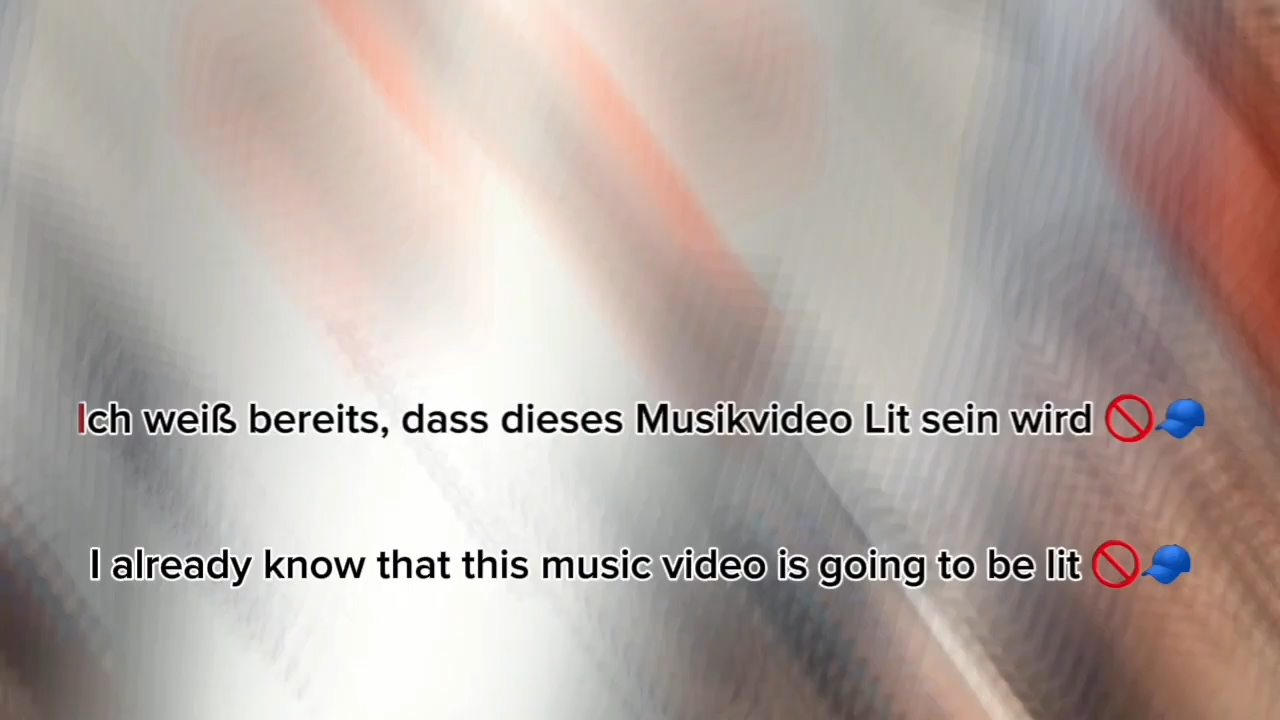 Ich weiß bereits, dass dieses Musikvideo Lit sein wird 🚫🧢
I already know that this music video is going to be lit 🚫🧢